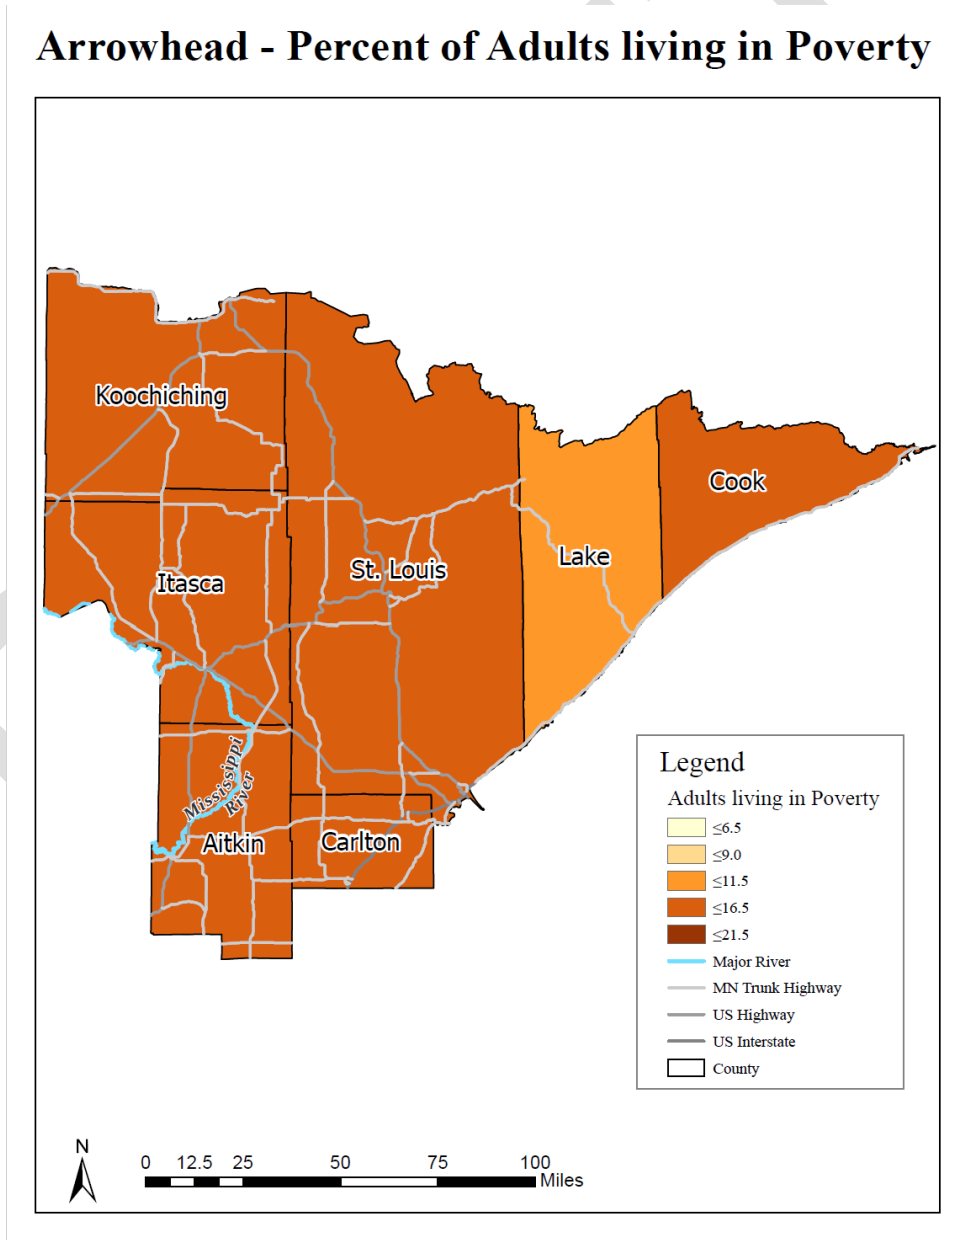 Arrowhead - Percent of Adults living in Poverty
Koochiching
Cook
Lake
St. Louis
Itasca
Mississippi
River
Aitkin
Carlton
Legend
Adults living in Poverty
≤6.5
≤9.0
≤11.5
≤16.5
≤21.5
Major River
MN Trunk Highway
US Highway
US Interstate
County
N
0 12.5 25 50 75 100
Miles